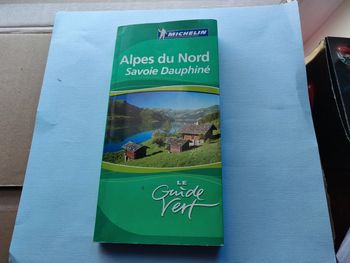 MICHELIN
Alpes du Nord
Savoie Dauphiné
LE
Guide
Vert